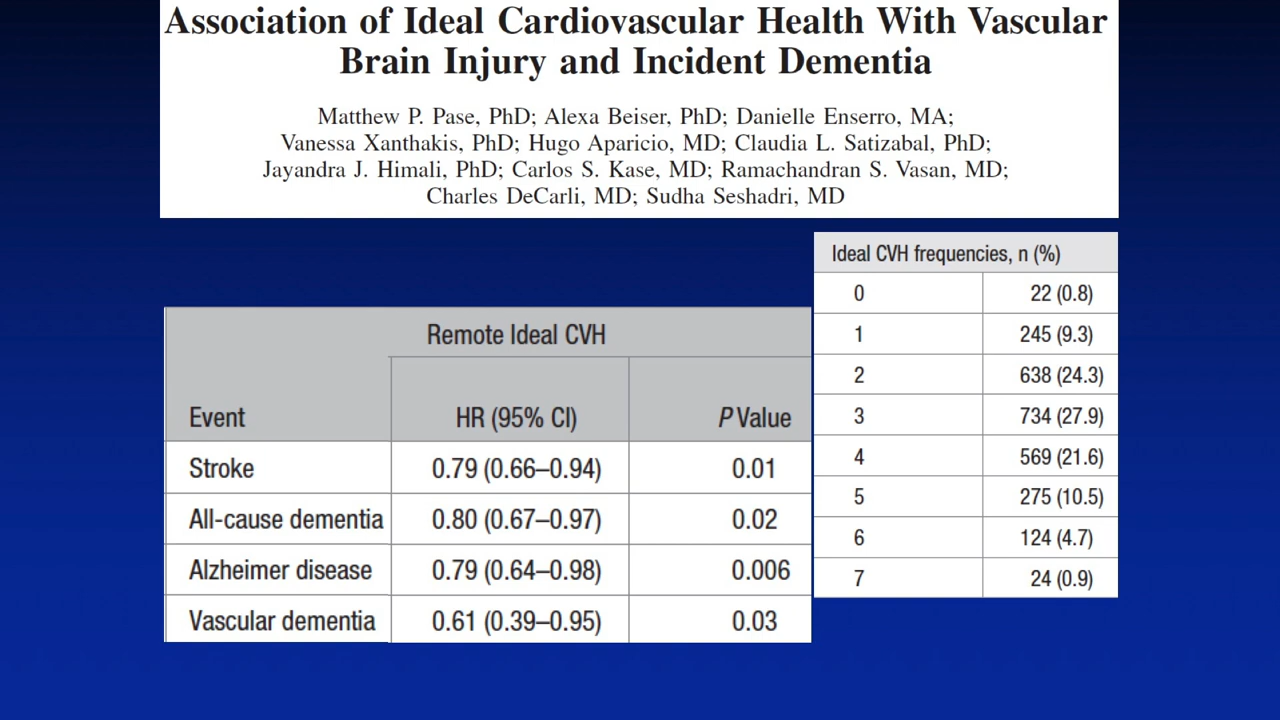 Association of Ideal Cardiovascular Health With Vascular
Brain Injury and Incident Dementia
Matthew P. Pase, PhD; Alexa Beiser, PhD; Danielle Enserro, MA;
Vanessa Xanthakis, PhD; Hugo Aparicio, MD; Claudia L. Satizabal, PhD;
Jayandra J. Himali, PhD; Carlos S. Kase, MD; Ramachandran S. Vasan, MD;
Charles DeCarli, MD; Sudha Seshadri, MD
Remote Ideal CVH
Event HR (95% CI) P Value
Stroke 0.79 (0.66–0.94) 0.01
All-cause dementia 0.80 (0.67–0.97) 0.02
Alzheimer disease 0.79 (0.64–0.98) 0.006
Vascular dementia 0.61 (0.39–0.95) 0.03
Ideal CVH frequencies, n (%)
0 22 (0.8)
1 245 (9.3)
2 638 (24.3)
3 734 (27.9)
4 569 (21.6)
5 275 (10.5)
6 124 (4.7)
7 24 (0.9)